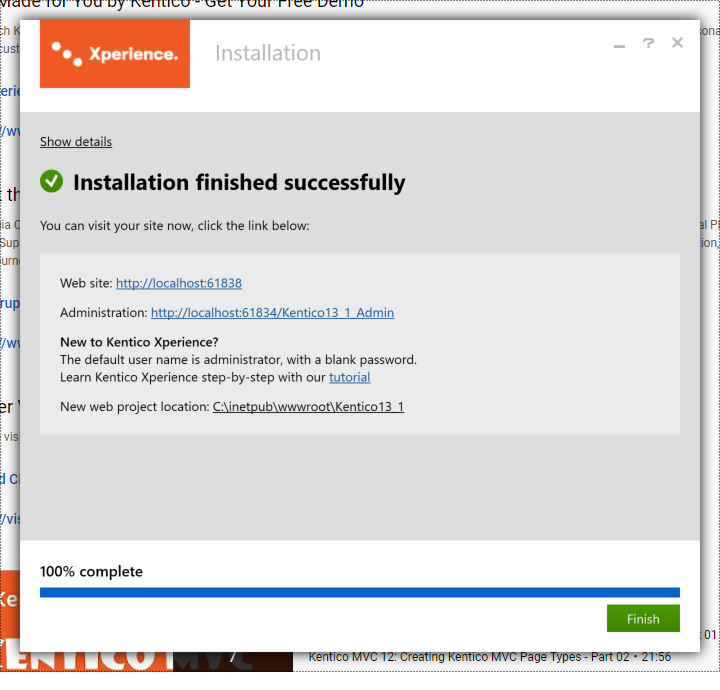 Made for You by Kentico - Get Your Free Demo
Xperience.
Installation
Show details
Installation finished successfully
You can visit your site now, click the link below:
Web site: http://localhost:61838
Administration: http://localhost:61834/Kentico13_1_Admin
New to Kentico Xperience?
The default user name is administrator, with a blank password.
Learn Kentico Xperience step-by-step with our tutorial
New web project location: C:\inetpub\wwwroot\Kentico13_1
100% complete
Finish
KENTICO MVC
Kentico MVC 12: Creating Kentico MVC Page Types - Part 02 • 21:56